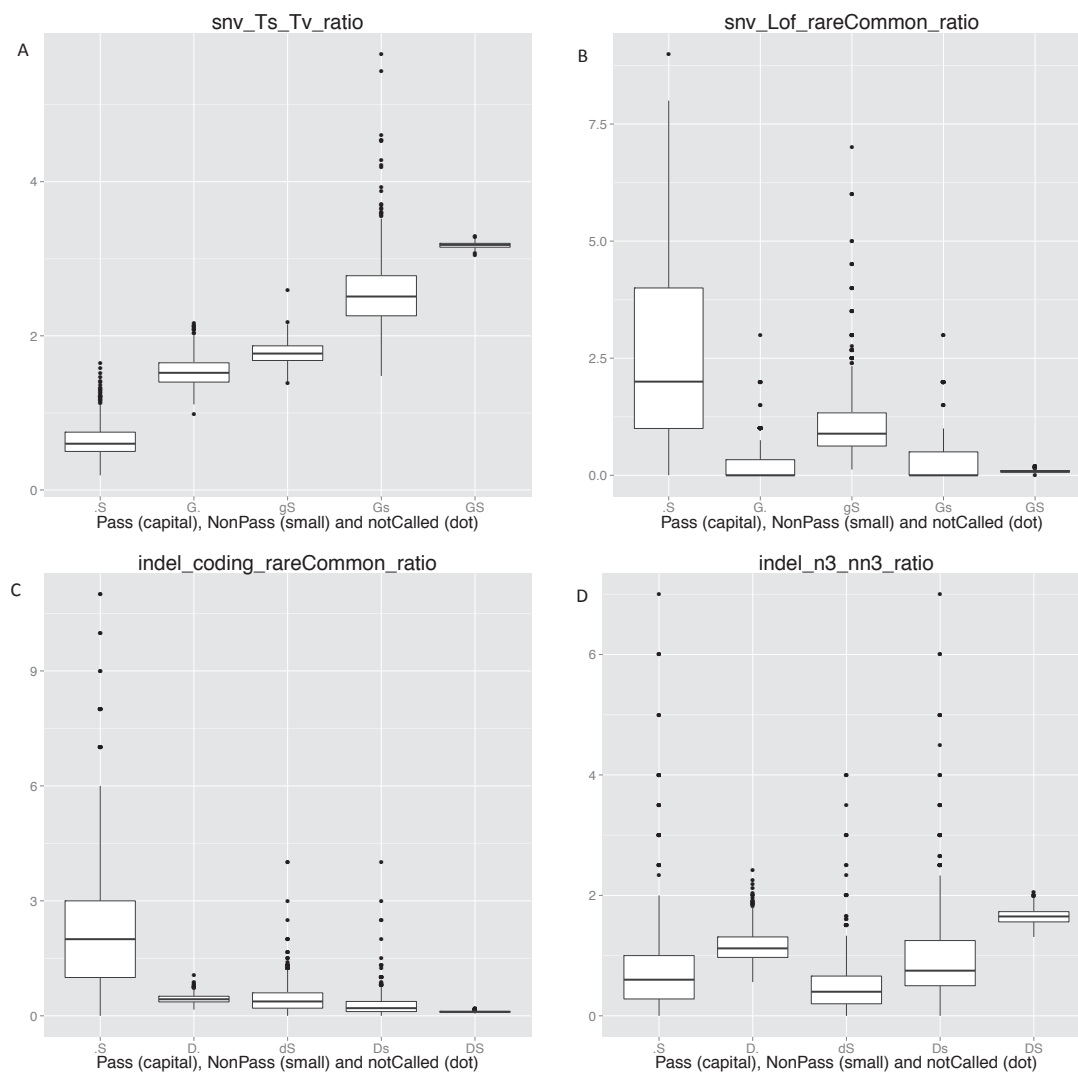 snv_Ts_Tv_ratio
A
4
2
0
.S G. gS Gs GS
Pass (capital), NonPass (small) and notCalled (dot)
snv_Lof_rareCommon_ratio
B
7.5
5.0
2.5
0.0
.S G. gS Gs GS
Pass (capital), NonPass (small) and notCalled (dot)
indel_coding_rareCommon_ratio
C
9
6
3
0
.S D. dS Ds DS
Pass (capital), NonPass (small) and notCalled (dot)
indel_n3_nn3_ratio
D
6
4
2
0
.S D. dS Ds DS
Pass (capital), NonPass (small) and notCalled (dot)